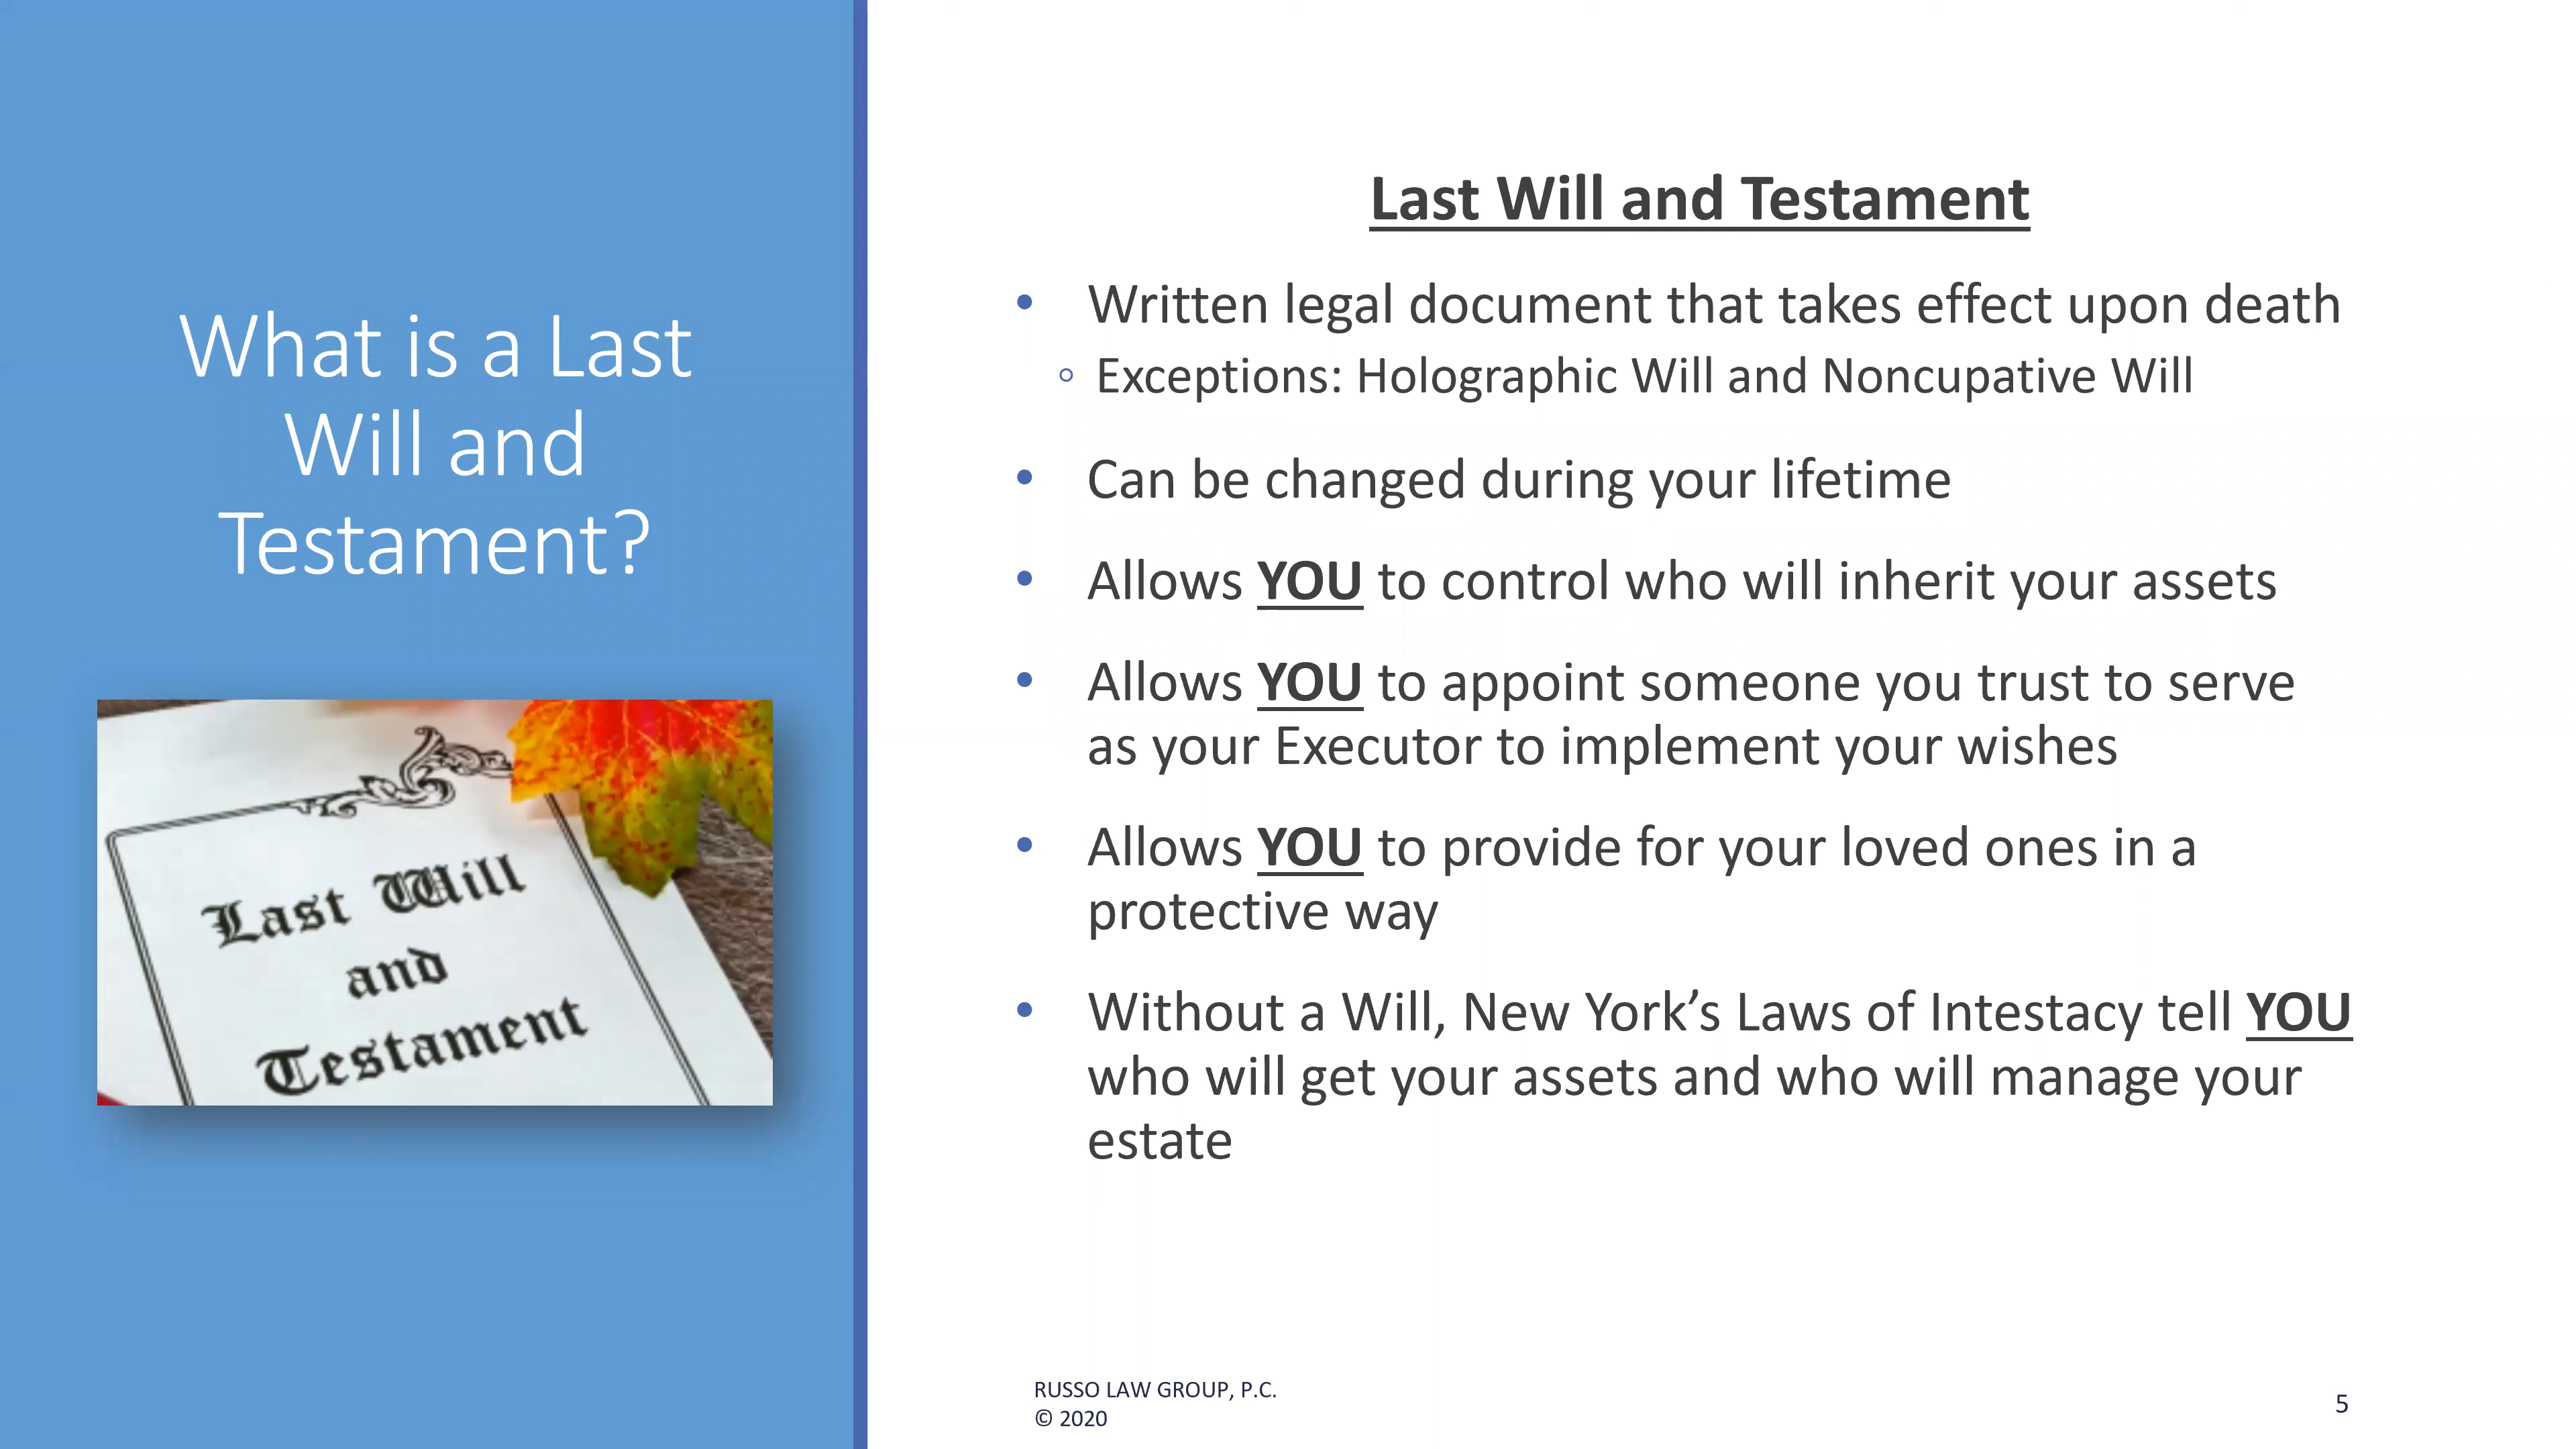 What is a Last
Will and
Testament?
Last Will
and
Testament
Last Will and Testament
• Written legal document that takes effect upon death
◦ Exceptions: Holographic Will and Noncupative Will
• Can be changed during your lifetime
• Allows YOU to control who will inherit your assets
• Allows YOU to appoint someone you trust to serve
as your Executor to implement your wishes
• Allows YOU to provide for your loved ones in a
protective way
• Without a Will, New York’s Laws of Intestacy tell YOU
who will get your assets and who will manage your
estate
RUSSO LAW GROUP, P.C.
© 2020
5